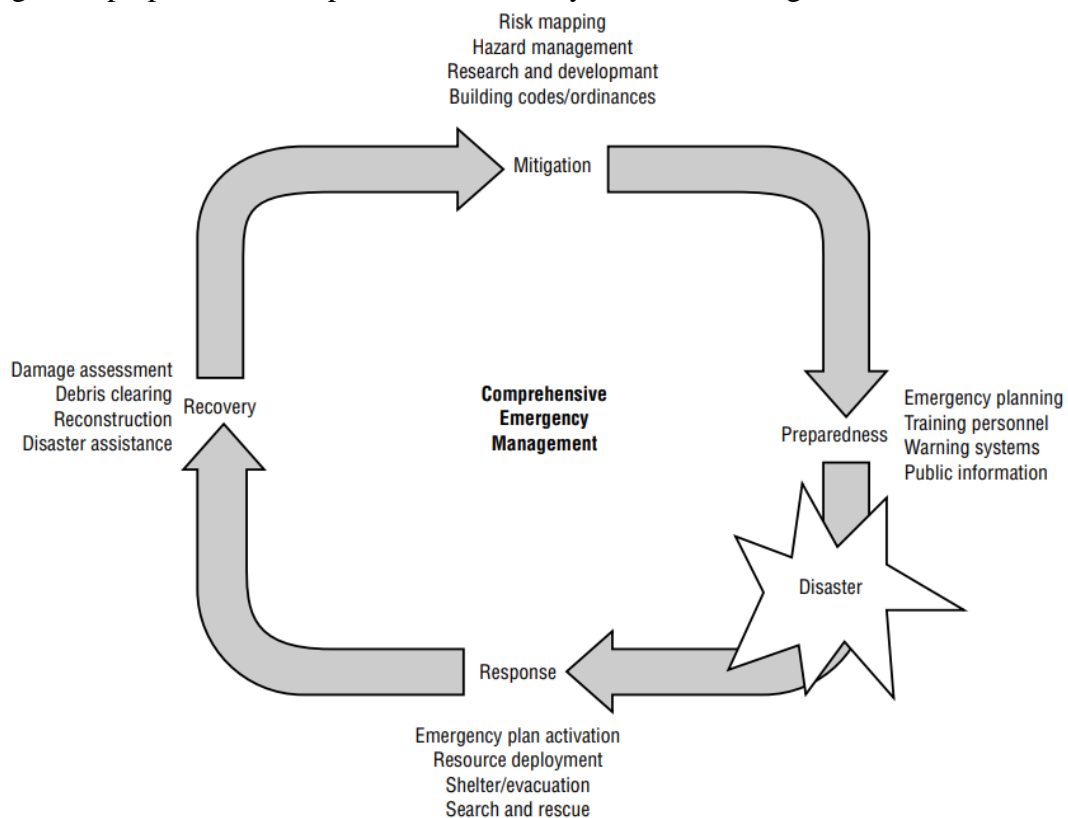 Risk mapping
Hazard management
Research and developmant
Building codes/ordinances
Mitigation
Damage assessment
Debris clearing
Reconstruction
Disaster assistance
Recovery
Comprehensive
Emergency
Management
Preparedness
Emergency planning
Training personnel
Warning systems
Public information
Disaster
Response
Emergency plan activation
Resource deployment
Shelter/evacuation
Search and rescue